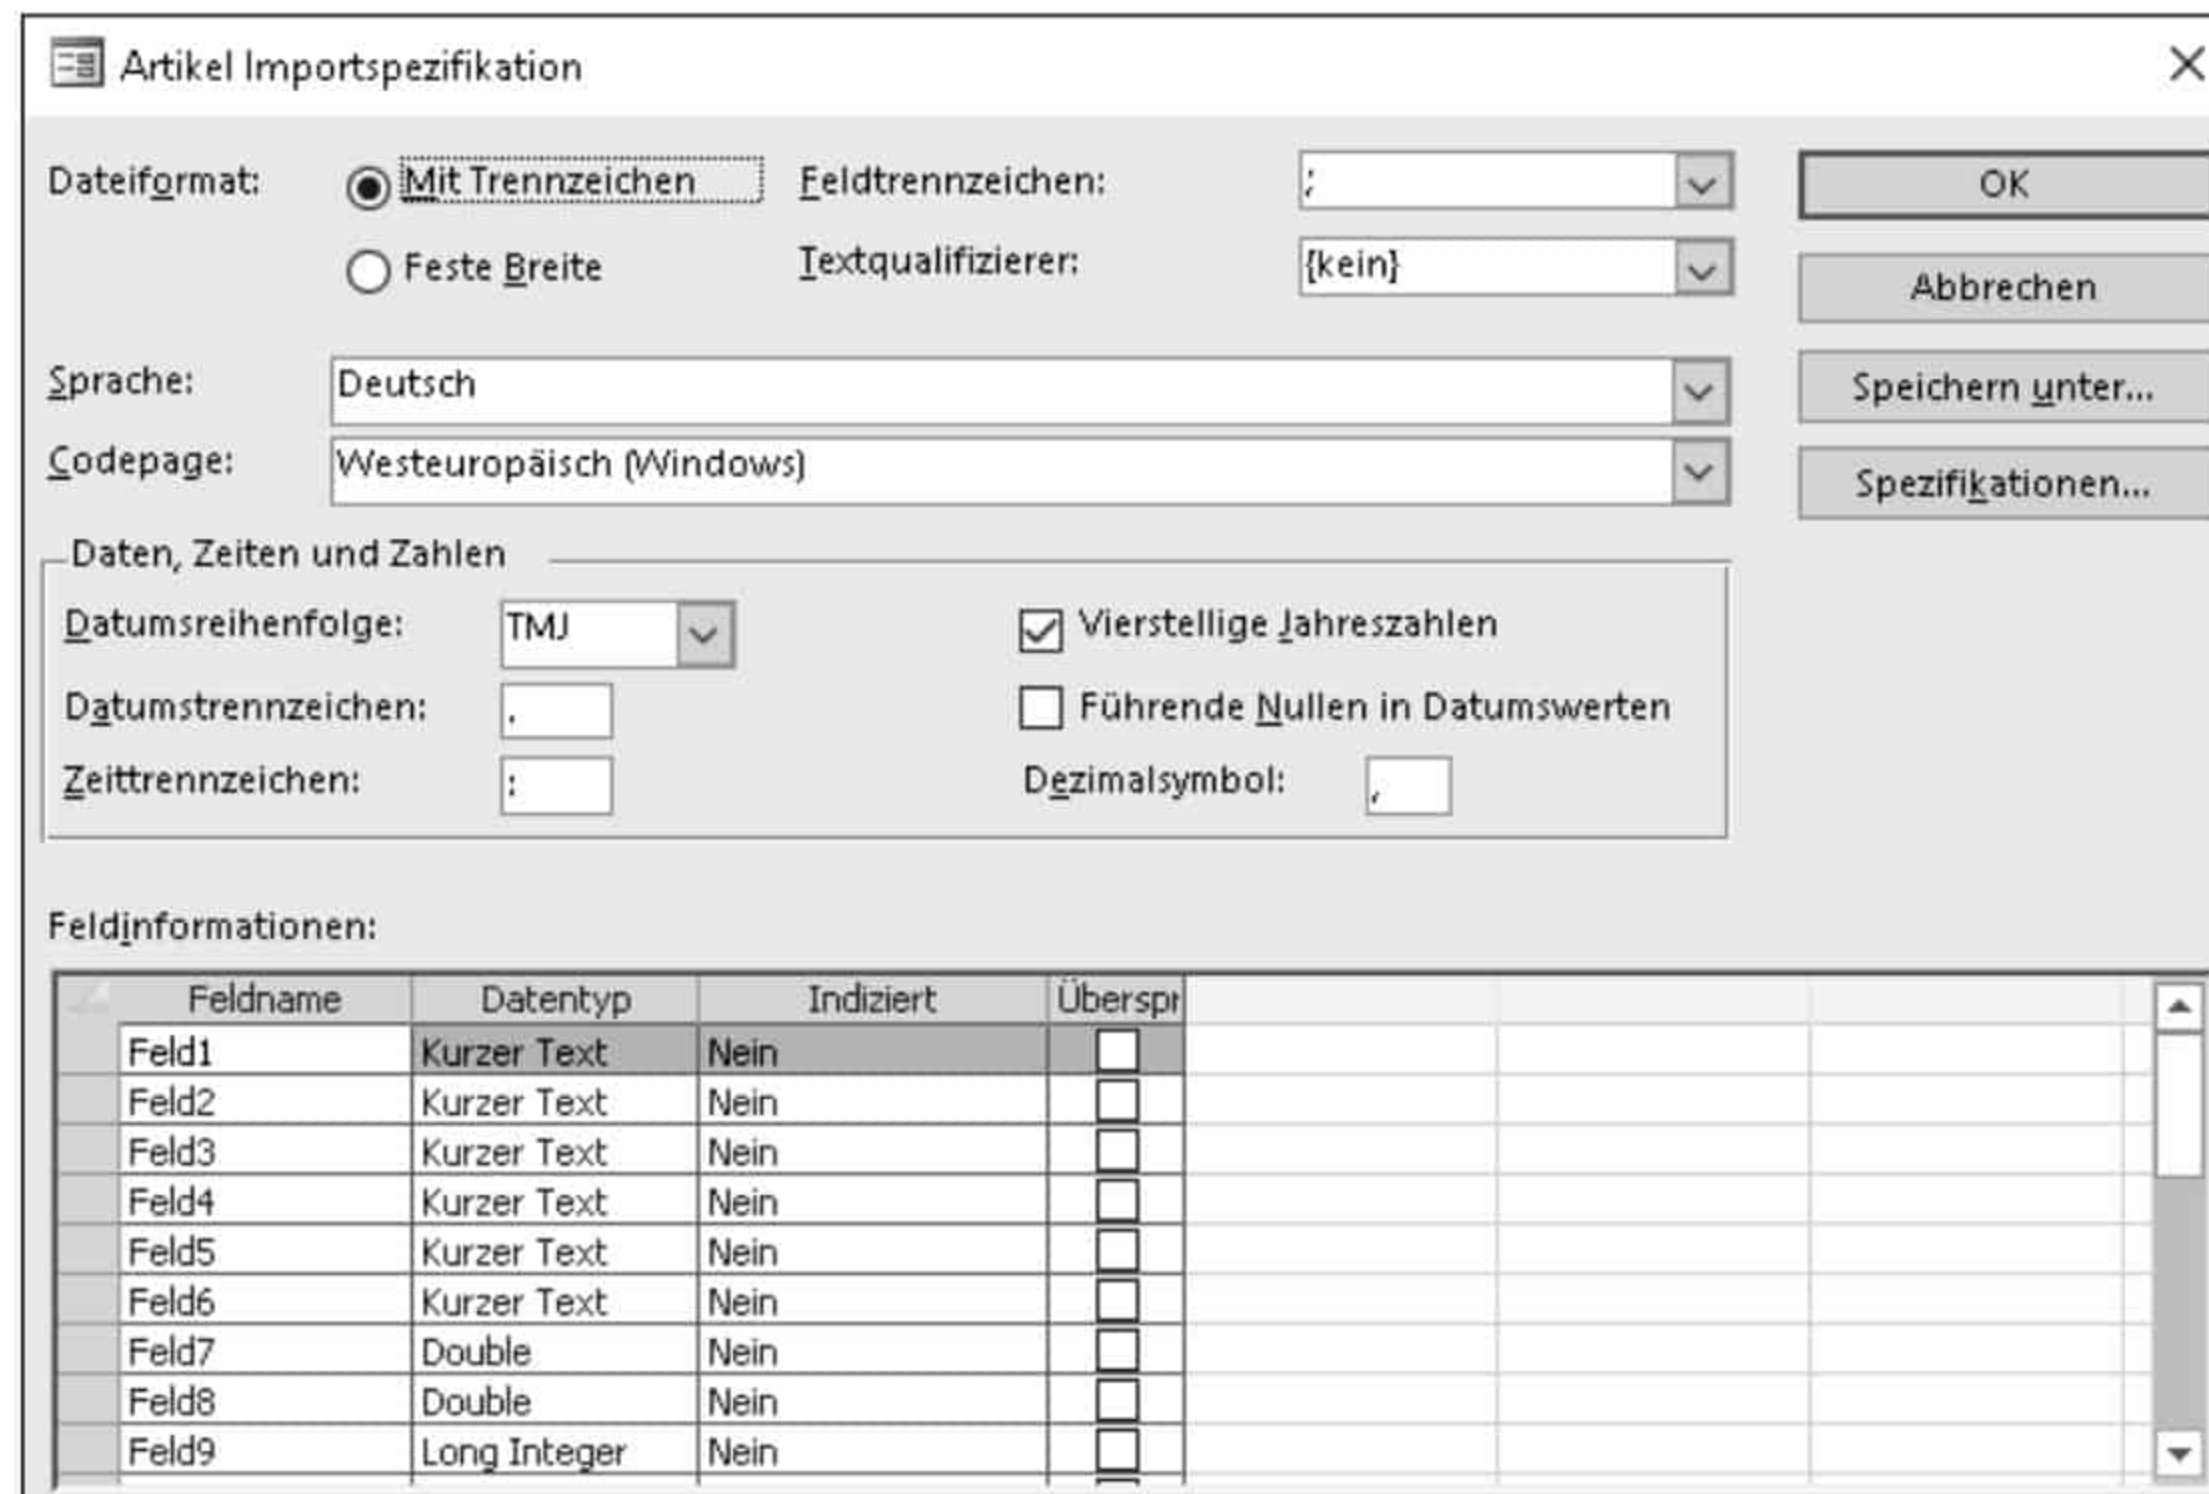 Artikel Importspezifikation
Dateiformat: Mit Trennzeichen Feldtrennzeichen: ; OK
Feste Breite Textqualifizierer: {kein} Abbrechen
Sprache: Deutsch Speichern unter...
Codepage: Westeuropäisch (Windows) Spezifikationen...
Daten, Zeiten und Zahlen
Datumsreihenfolge: TMJ Vierstellige Jahreszahlen
Datumstrennzeichen: . Führende Nullen in Datumswerten
Zeittrennzeichen: : Dezimalsymbol: ,
Feldinformationen:
Feldname Datentyp Indiziert Überspr
Feld1 Kurzer Text Nein
Feld2 Kurzer Text Nein
Feld3 Kurzer Text Nein
Feld4 Kurzer Text Nein
Feld5 Kurzer Text Nein
Feld6 Kurzer Text Nein
Feld7 Double Nein
Feld8 Double Nein
Feld9 Long Integer Nein